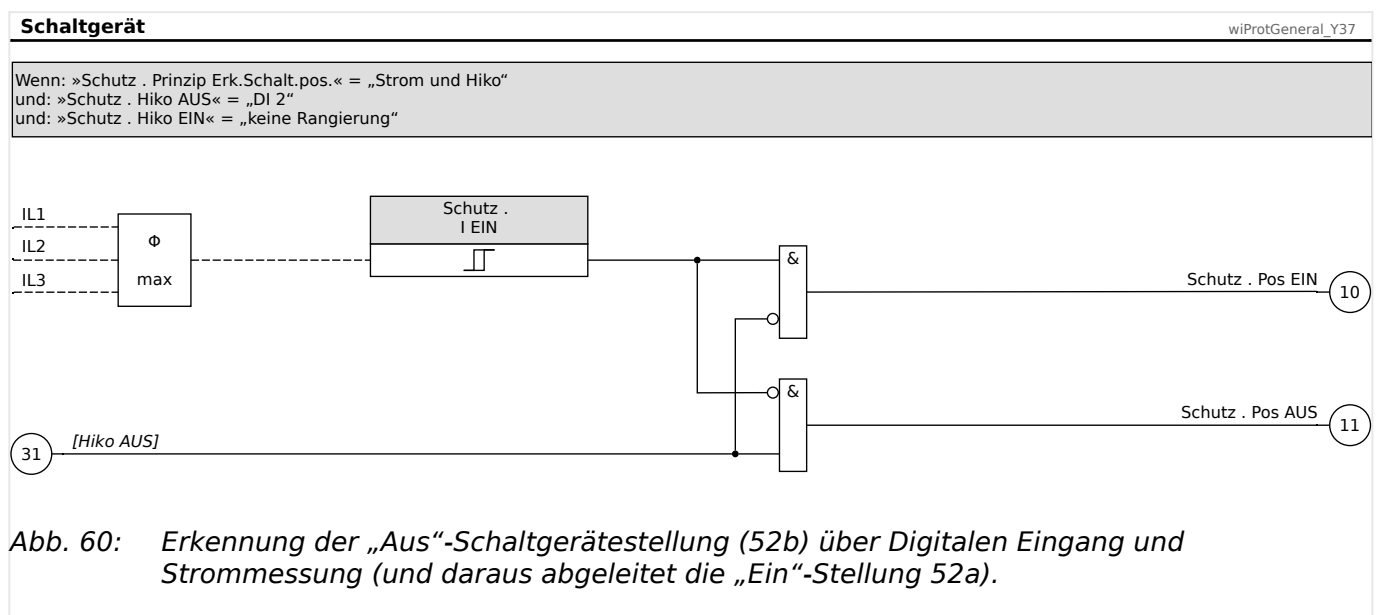 Schaltgerät
wiProtGeneral_Y37
Wenn: »Schutz . Prinzip Erk.Schalt.pos.« = „Strom und Hiko“
und: »Schutz . Hiko AUS« = „DI 2“
und: »Schutz . Hiko EIN« = „keine Rangierung“
IL1
IL2
IL3
Φ
max
Schutz .
I EIN
&
Schutz . Pos EIN
10
&
Schutz . Pos AUS
11
31
[Hiko AUS]
Abb. 60: Erkennung der „Aus“-Schaltgerätestellung (52b) über Digitalen Eingang und
Strommessung (und daraus abgeleitet die „Ein“-Stellung 52a).